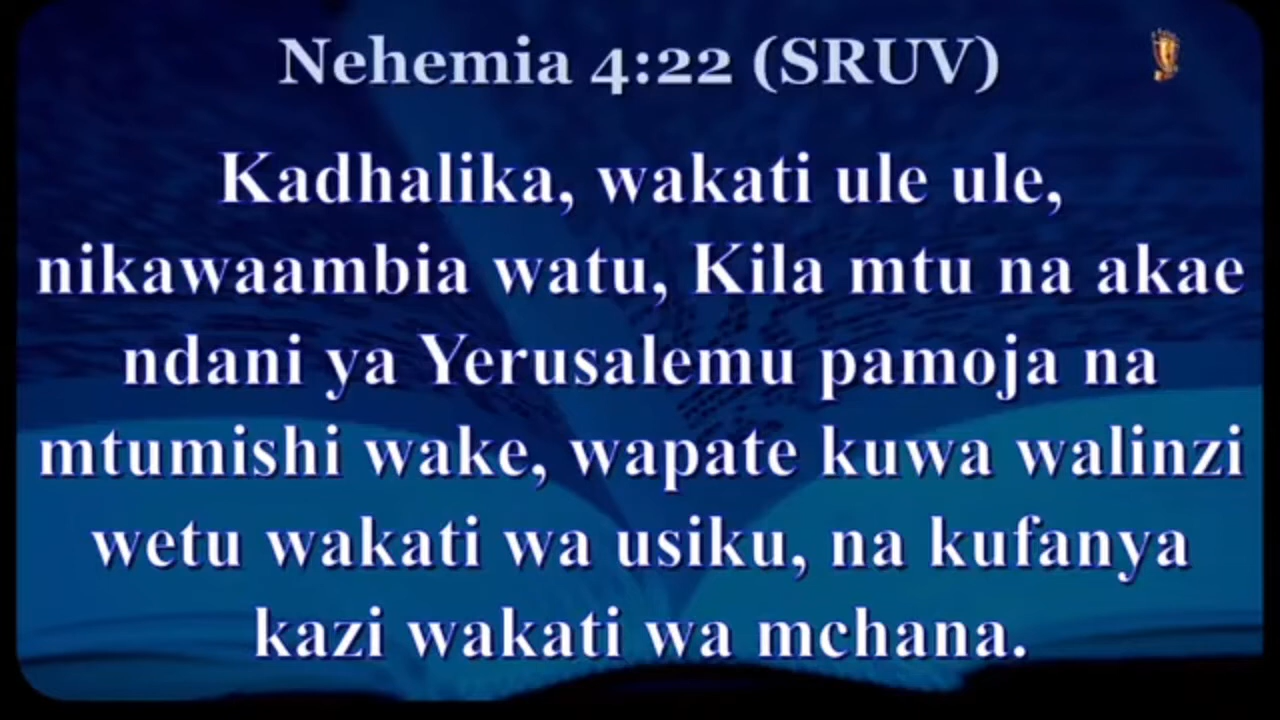 Nehemia 4:22 (SRUV)
Kadhalika, wakati ule ule,
nikawaambia watu, Kila mtu na akae
ndani ya Yerusalemu pamoja na
mtumishi wake, wapate kuwa walinzi
wetu wakati wa usiku, na kufanya
kazi wakati wa mchana.